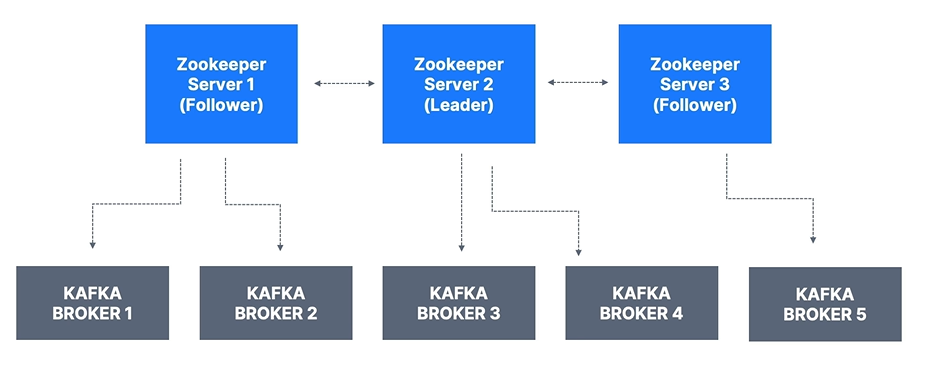 Zookeeper
Server 1
(Follower)
Zookeeper
Server 2
(Leader)
Zookeeper
Server 3
(Follower)
KAFKA
BROKER 1
KAFKA
BROKER 2
KAFKA
BROKER 3
KAFKA
BROKER 4
KAFKA
BROKER 5